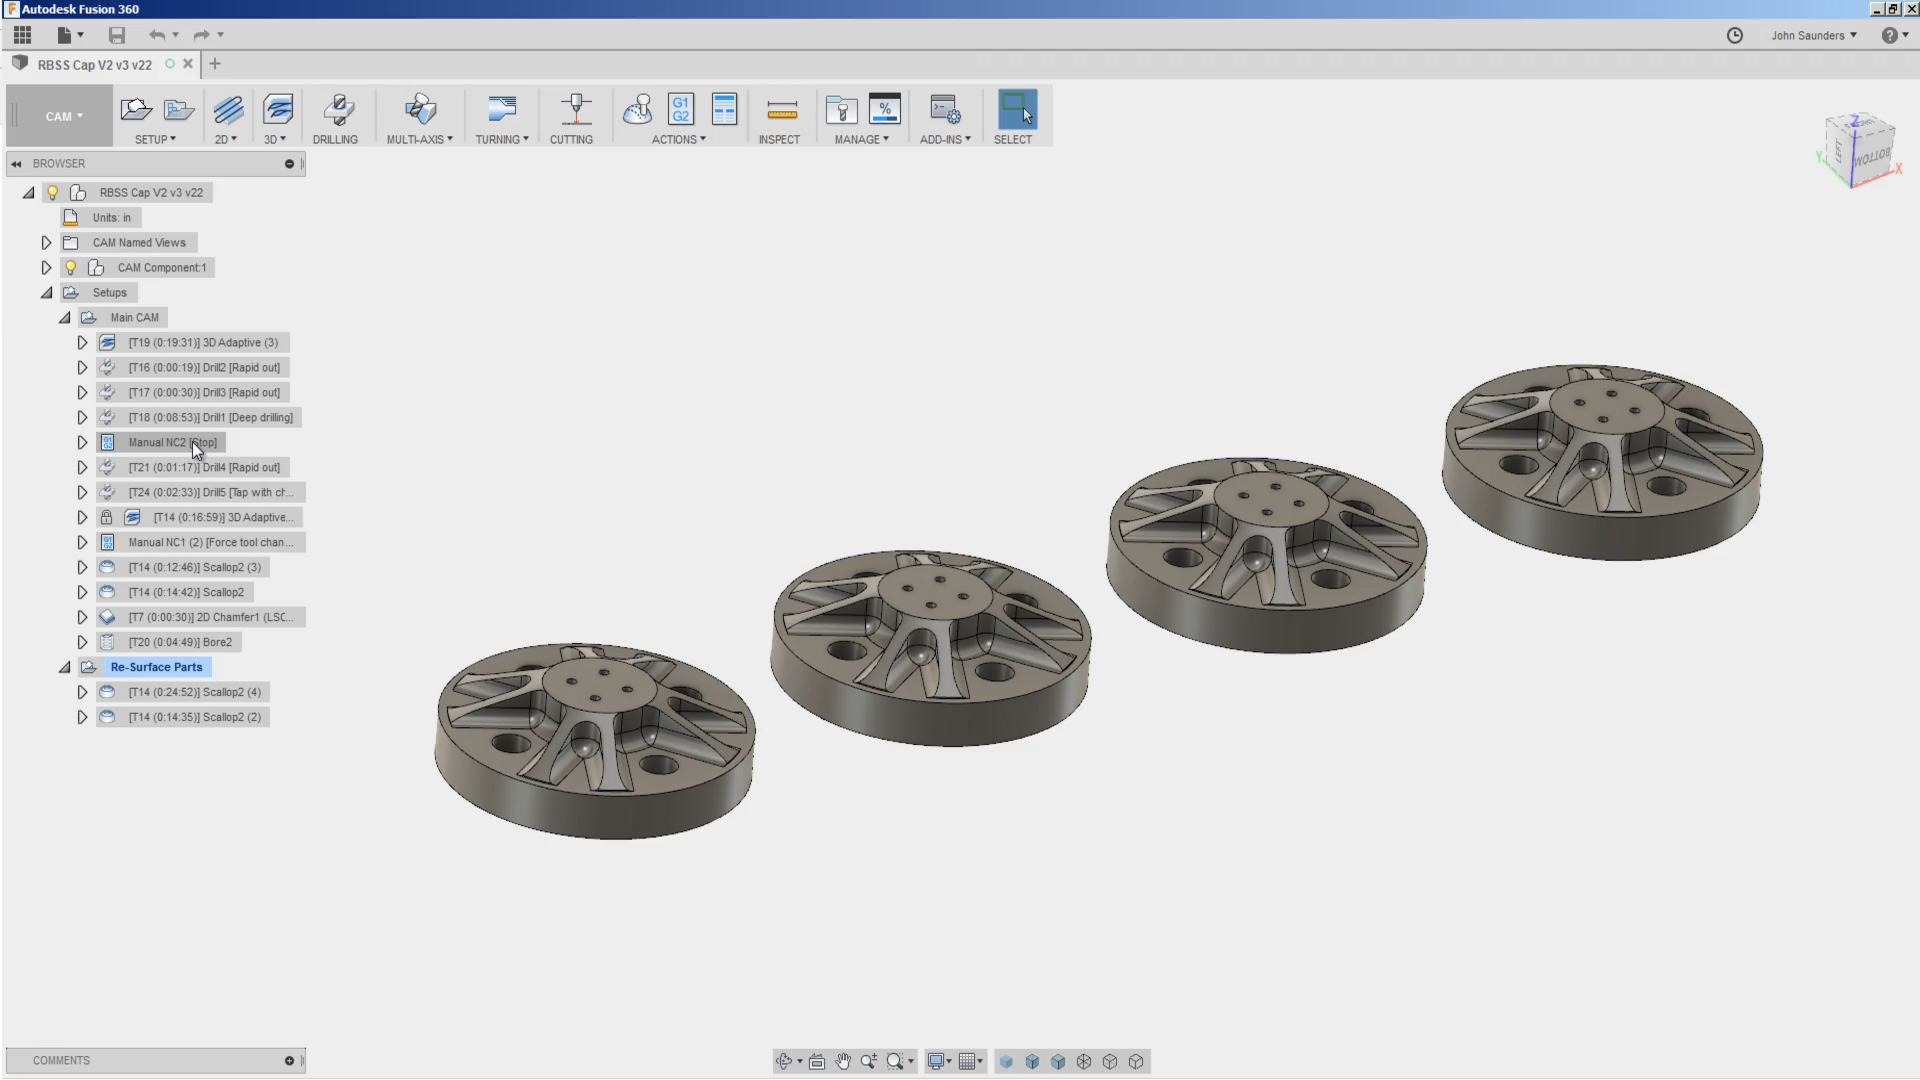 Autodesk Fusion 360
John Saunders
RBSS Cap V2 v3 v22
CAM
G1
G2
%
SETUP
2D
3D
DRILLING
MULTI-AXIS
TURNING
CUTTING
ACTIONS
INSPECT
MANAGE
ADD-INS
SELECT
Z
RIGHT
LEFT
BOTTOM
Y
X
BROWSER
RBSS Cap V2 v3 v22
Units: in
CAM Named Views
CAM Component:1
Setups
Main CAM
[T19 (0:19:31)] 3D Adaptive (3)
[T16 (0:00:19)] Drill2 [Rapid out]
[T17 (0:00:30)] Drill3 [Rapid out]
[T18 (0:08:53)] Drill1 [Deep drilling]
Manual NC2 [Stop]
[T21 (0:01:17)] Drill4 [Rapid out]
[T24 (0:02:33)] Drill5 [Tap with ch...
[T14 (0:16:59)] 3D Adaptive...
Manual NC1 (2) [Force tool chan...
[T14 (0:12:46)] Scallop2 (3)
[T14 (0:14:42)] Scallop2
[T7 (0:00:30)] 2D Chamfer1 (LSC...
[T20 (0:04:49)] Bore2
Re-Surface Parts
[T14 (0:24:52)] Scallop2 (4)
[T14 (0:14:35)] Scallop2 (2)
COMMENTS